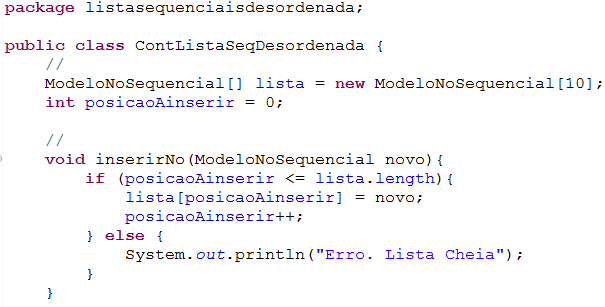 package listasequenciaisdesordenada;
public class ContListaSeqDesordenada {
//
ModeloNoSequencial[] lista = new ModeloNoSequencial[10];
int posicaoAinserir = 0;
//
void inserirNo(ModeloNoSequencial novo){
if (posicaoAinserir <= lista.length){
lista[posicaoAinserir] = novo;
posicaoAinserir++;
} else {
System.out.println("Erro. Lista Cheia");
}
}